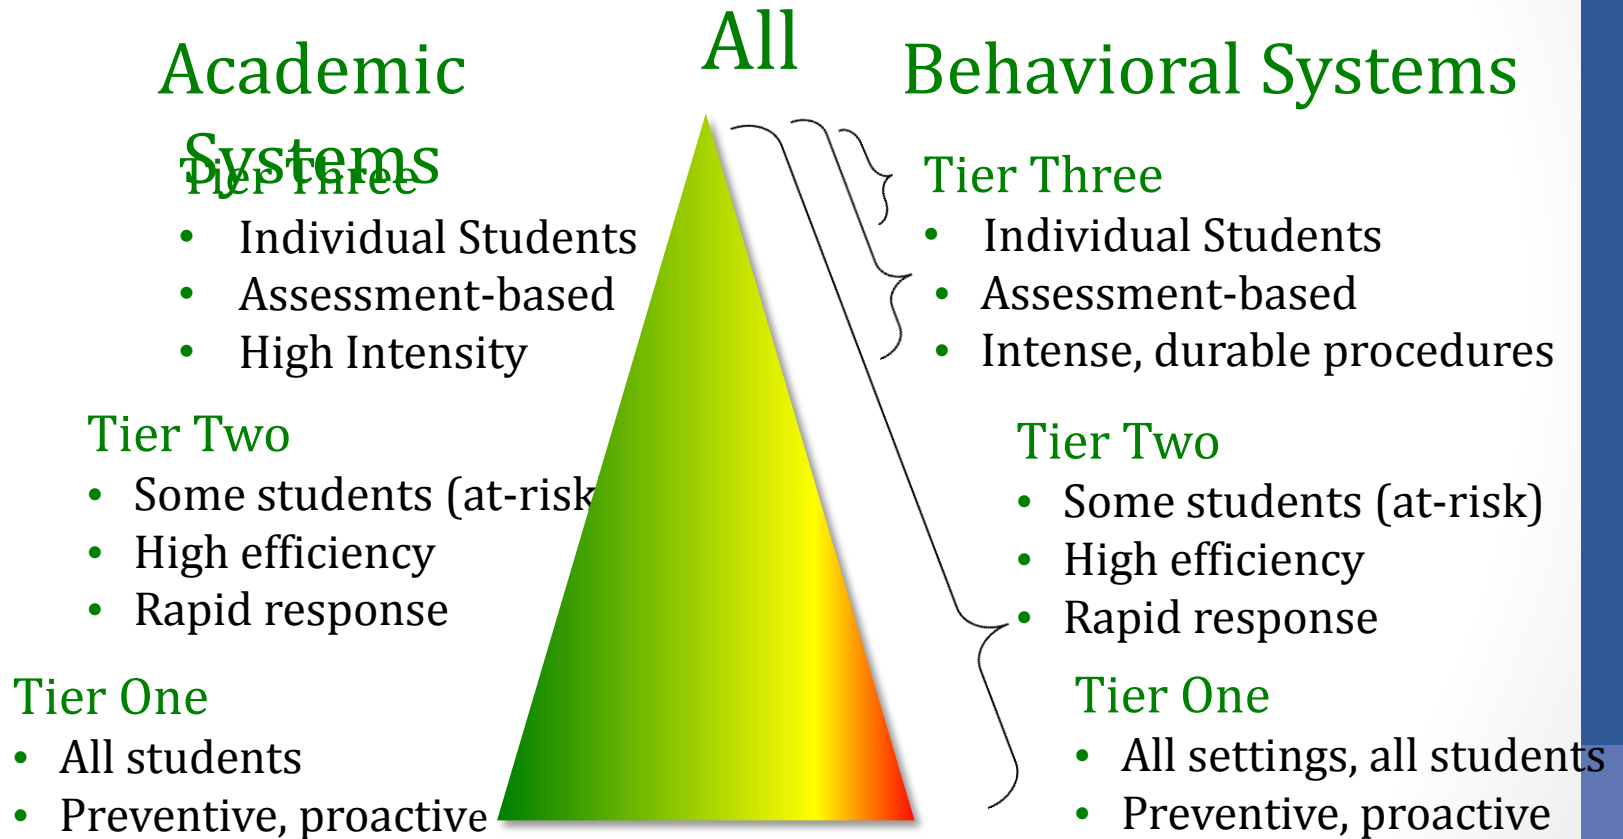 All
Academic
Systems
Tier Three
• Individual Students
• Assessment-based
• High Intensity
Tier Two
• Some students (at-risk
• High efficiency
• Rapid response
Tier One
• All students
• Preventive, proactive
Behavioral Systems
Tier Three
• Individual Students
• Assessment-based
• Intense, durable procedures
Tier Two
• Some students (at-risk)
• High efficiency
• Rapid response
Tier One
• All settings, all students
• Preventive, proactive